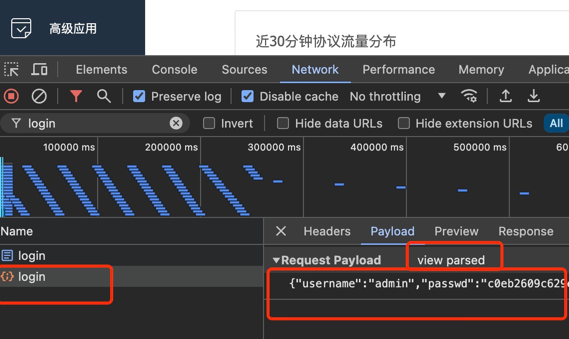 高级应用
近30分钟协议流量分布
Elements Console Sources Network Performance Memory Applica
Preserve log Disable cache No throttling
login Invert Hide data URLs Hide extension URLs All
100000 ms 200000 ms 300000 ms 400000 ms 500000 ms 60
Name Headers Payload Preview Response
login
login
Request Payload view parsed
{"username":"admin","passwd":"c0eb2609c629